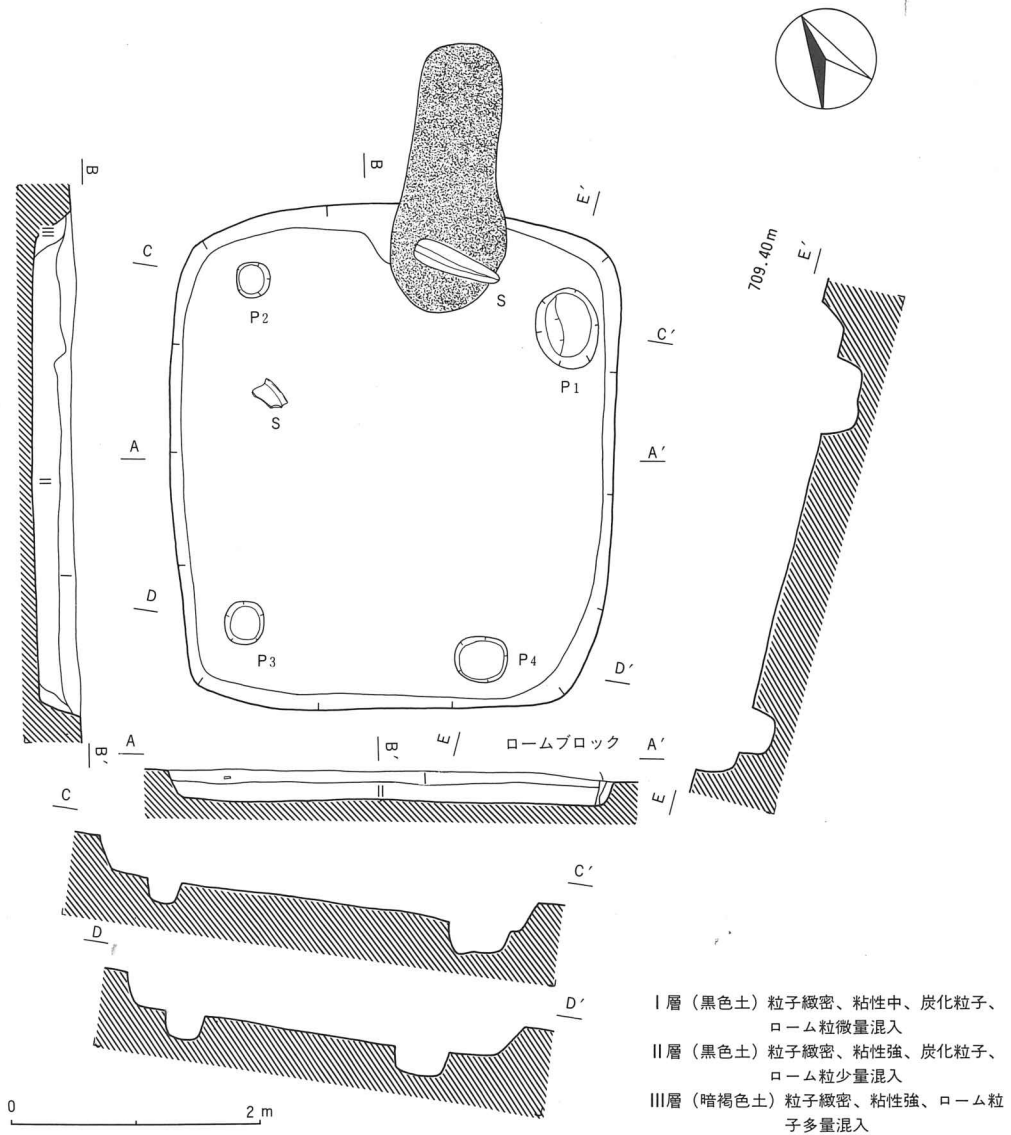 B
B
E′
C
P2
S
P1
C′
S
A
A′
D
P3
P4
D′
709.40m
E′
III
II
I
B′
A
B′
E
ロームブロック
A′
I
II
E
C
C′
D
D′
0
2 m
I層（黒色土）粒子緻密、粘性中、炭化粒子、
ローム粒微量混入
II層（黒色土）粒子緻密、粘性強、炭化粒子、
ローム粒少量混入
III層（暗褐色土）粒子緻密、粘性強、ローム粒
子多量混入